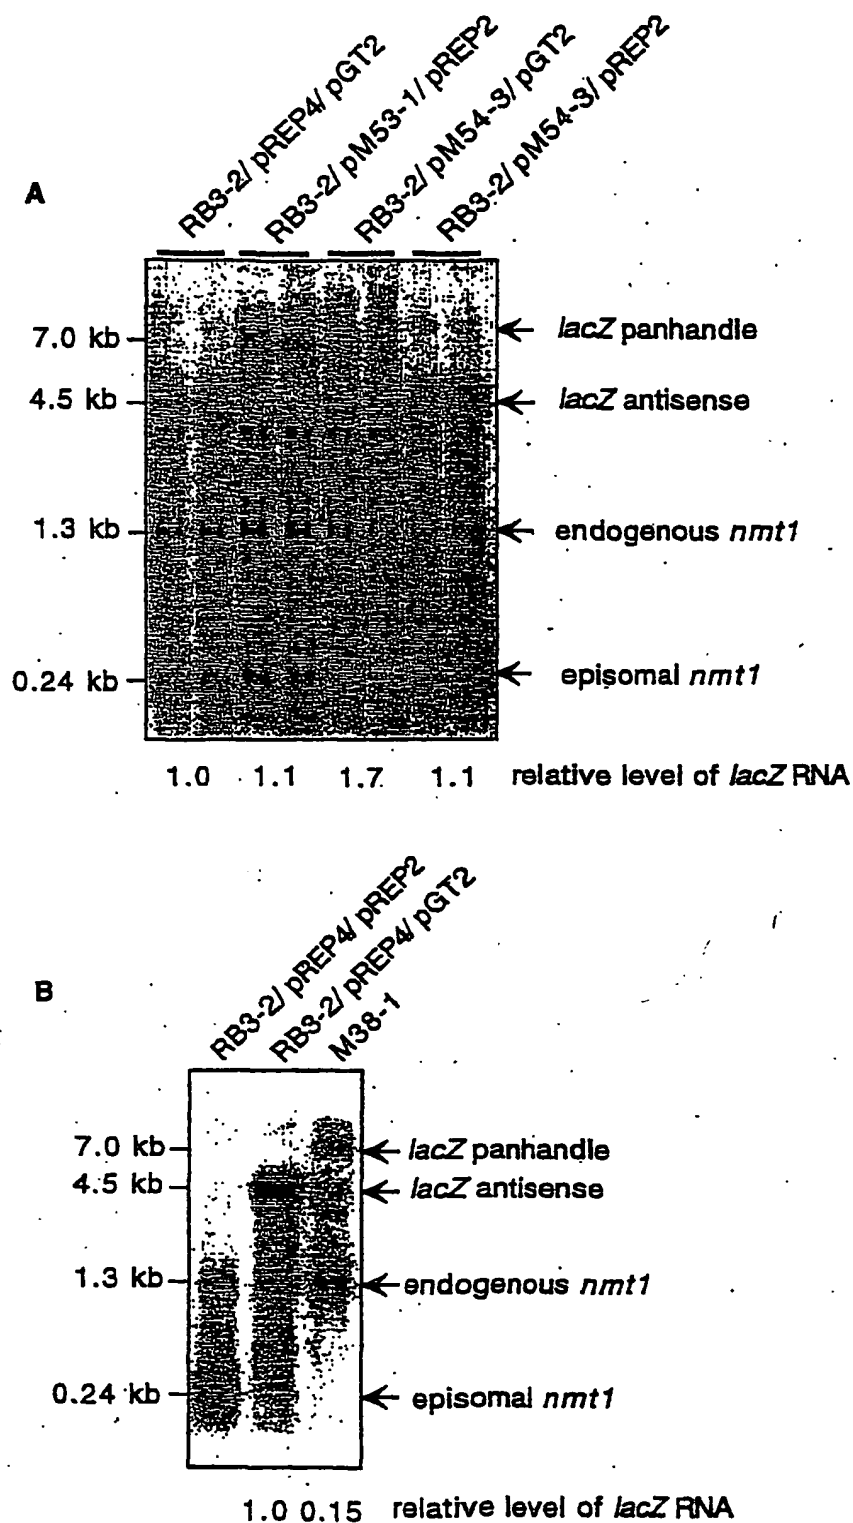 A
RB3-2/ pREP4/ pGT2
RB3-2/ pM53-1/ pREP2
RB3-2/ pM54-3/ pGT2
RB3-2/ pM54-3/ pREP2
7.0 kb
lacZ panhandle
4.5 kb
lacZ antisense
1.3 kb
endogenous nmt1
0.24 kb
episomal nmt1
1.0 1.1 1.7 1.1 relative level of lacZ RNA
B
RB3-2/ pREP4/ pREP2
RB3-2/ pREP4/ pGT2
M38-1
7.0 kb
lacZ panhandle
4.5 kb
lacZ antisense
1.3 kb
endogenous nmt1
0.24 kb
episomal nmt1
1.0 0.15 relative level of lacZ RNA